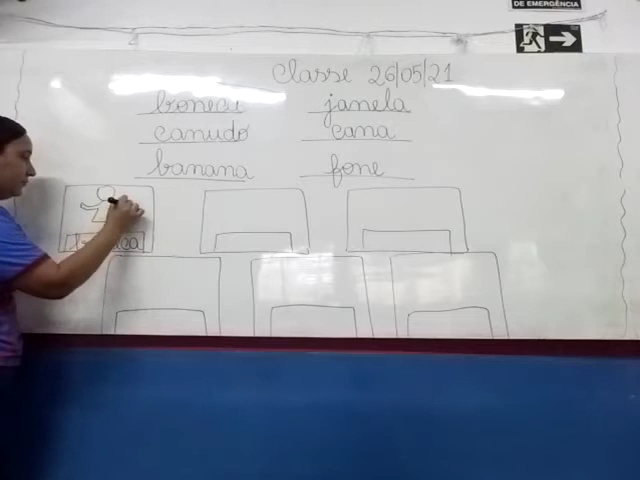 DE EMERGÊNCIA
Classe 26/05/21
boneca janela
canudo cama
banana fone